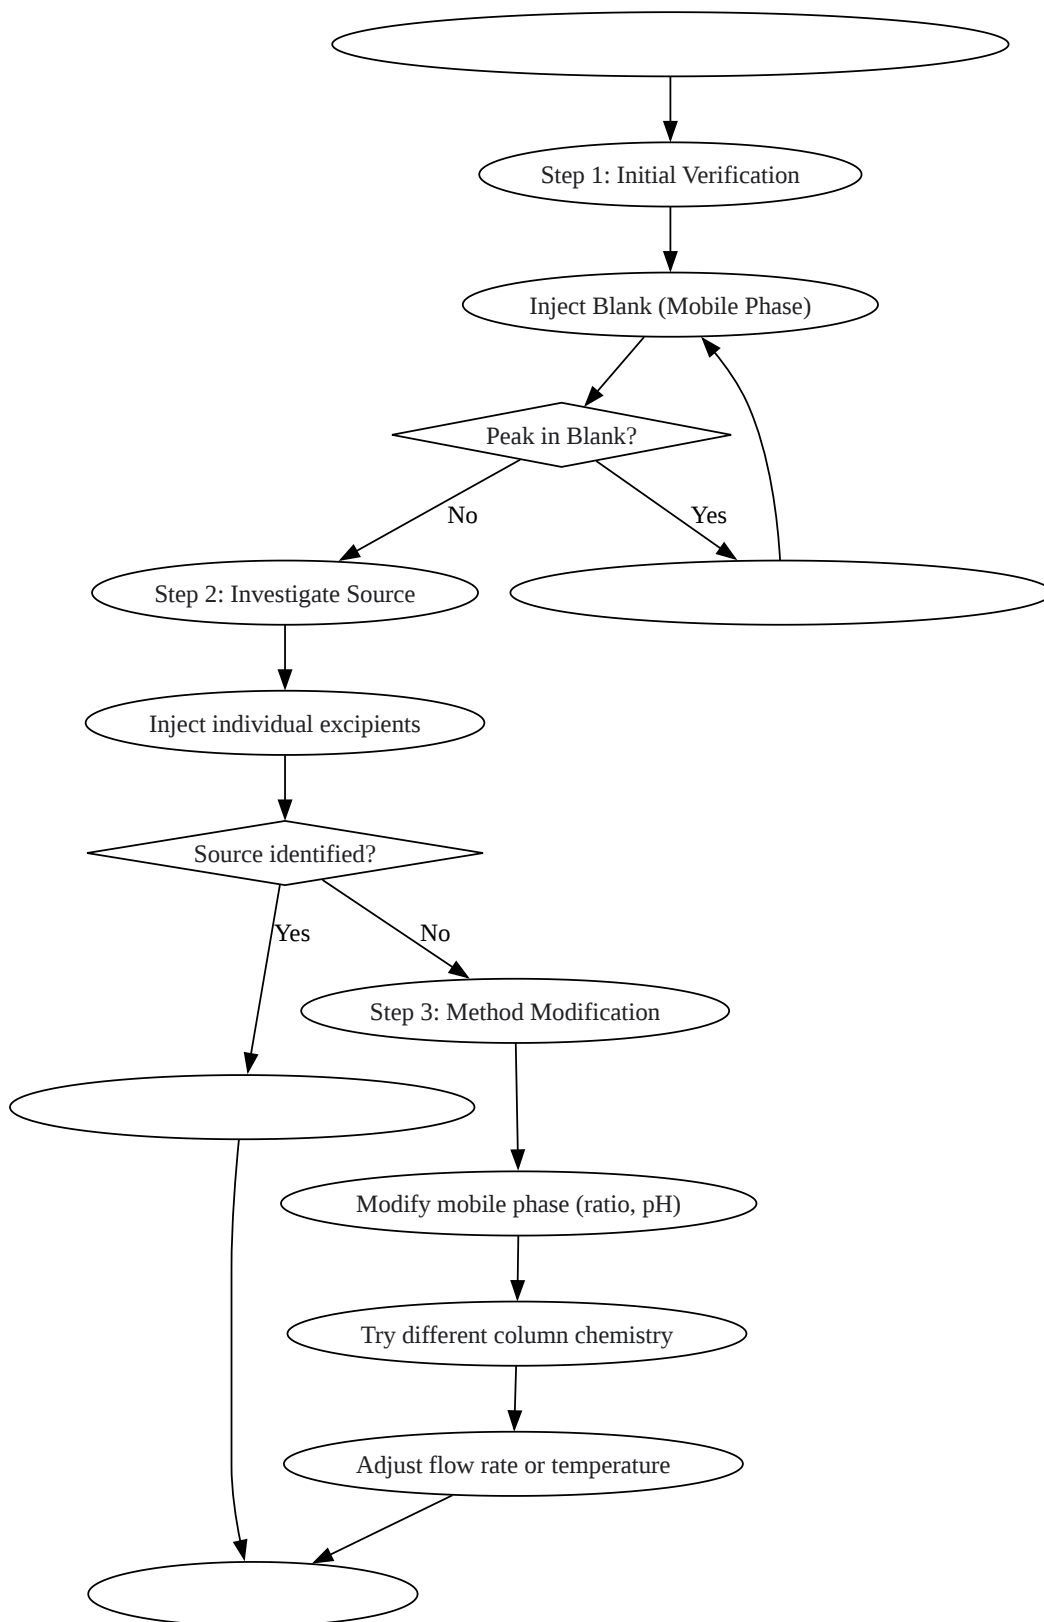 Step 1: Initial Verification
Inject Blank (Mobile Phase)
Peak in Blank?
No
Yes
Step 2: Investigate Source
Inject individual excipients
Source identified?
Yes
No
Step 3: Method Modification
Modify mobile phase (ratio, pH)
Try different column chemistry
Adjust flow rate or temperature